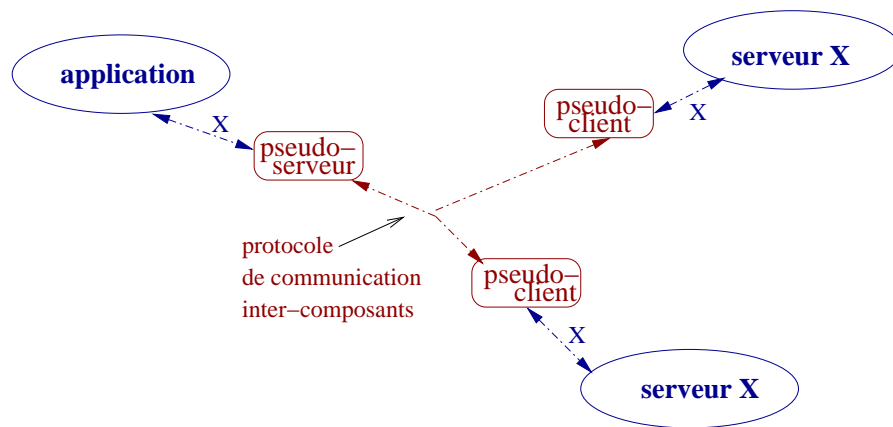 application
serveur X
X
pseudo−
client
X
pseudo−
serveur
protocole
de communication
inter−composants
pseudo−
client
X
serveur X